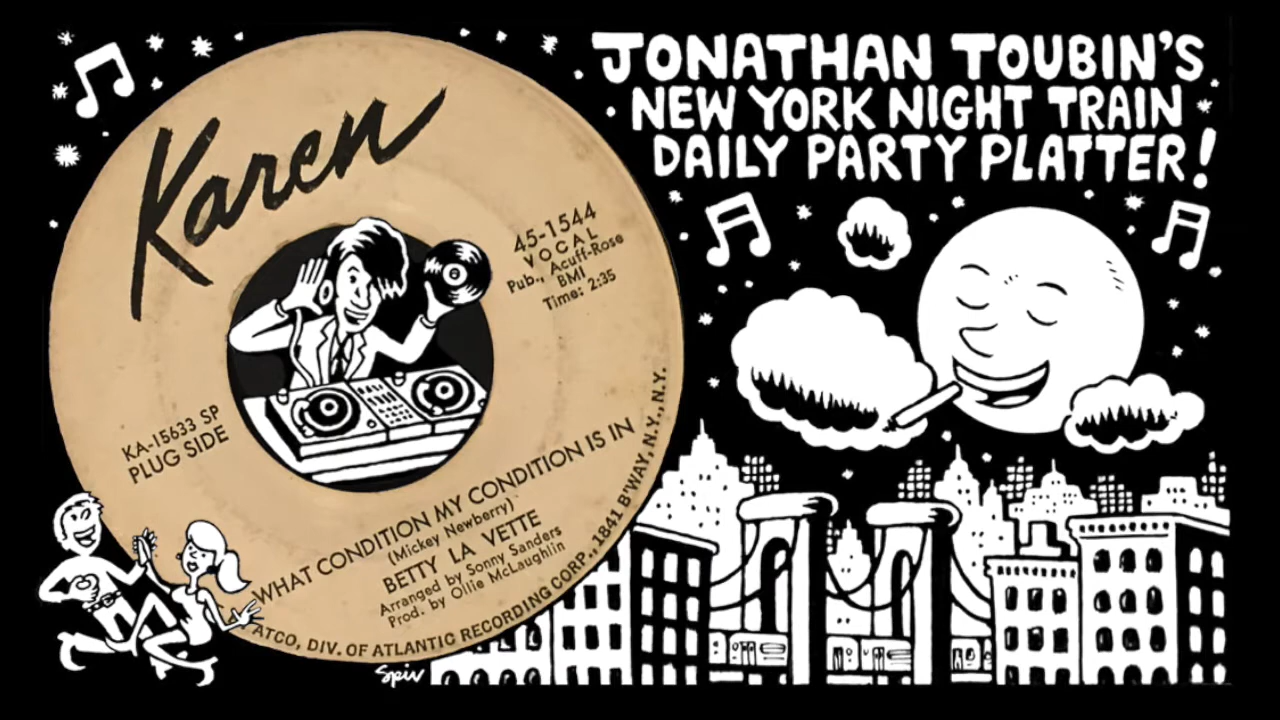 JONATHAN TOUBIN'S
NEW YORK NIGHT TRAIN
DAILY PARTY PLATTER!
Karen
45-1544
VOCAL
Pub., Acuff-Rose
BMI
Time: 2:35
KA-15633 SP
PLUG SIDE
WHAT CONDITION MY CONDITION IS IN
(Mickey Newberry)
BETTY LA VETTE
Arranged by Sonny Sanders
Prod. by Ollie McLaughlin
ATCO, DIV. OF ATLANTIC RECORDING CORP., 1841 B'WAY, N.Y., N.Y.
Spiv